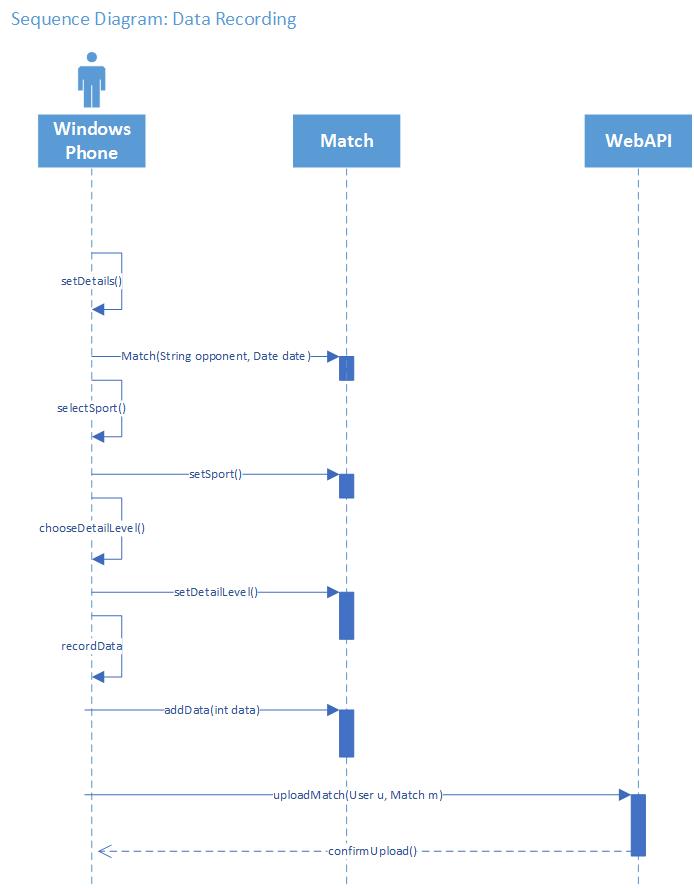 Sequence Diagram: Data Recording
Windows
Phone
Match
WebAPI
setDetails()
Match(String opponent, Date date)
selectSport()
setSport()
chooseDetailLevel()
setDetailLevel()
recordData
addData(int data)
uploadMatch(User u, Match m)
confirmUpload()